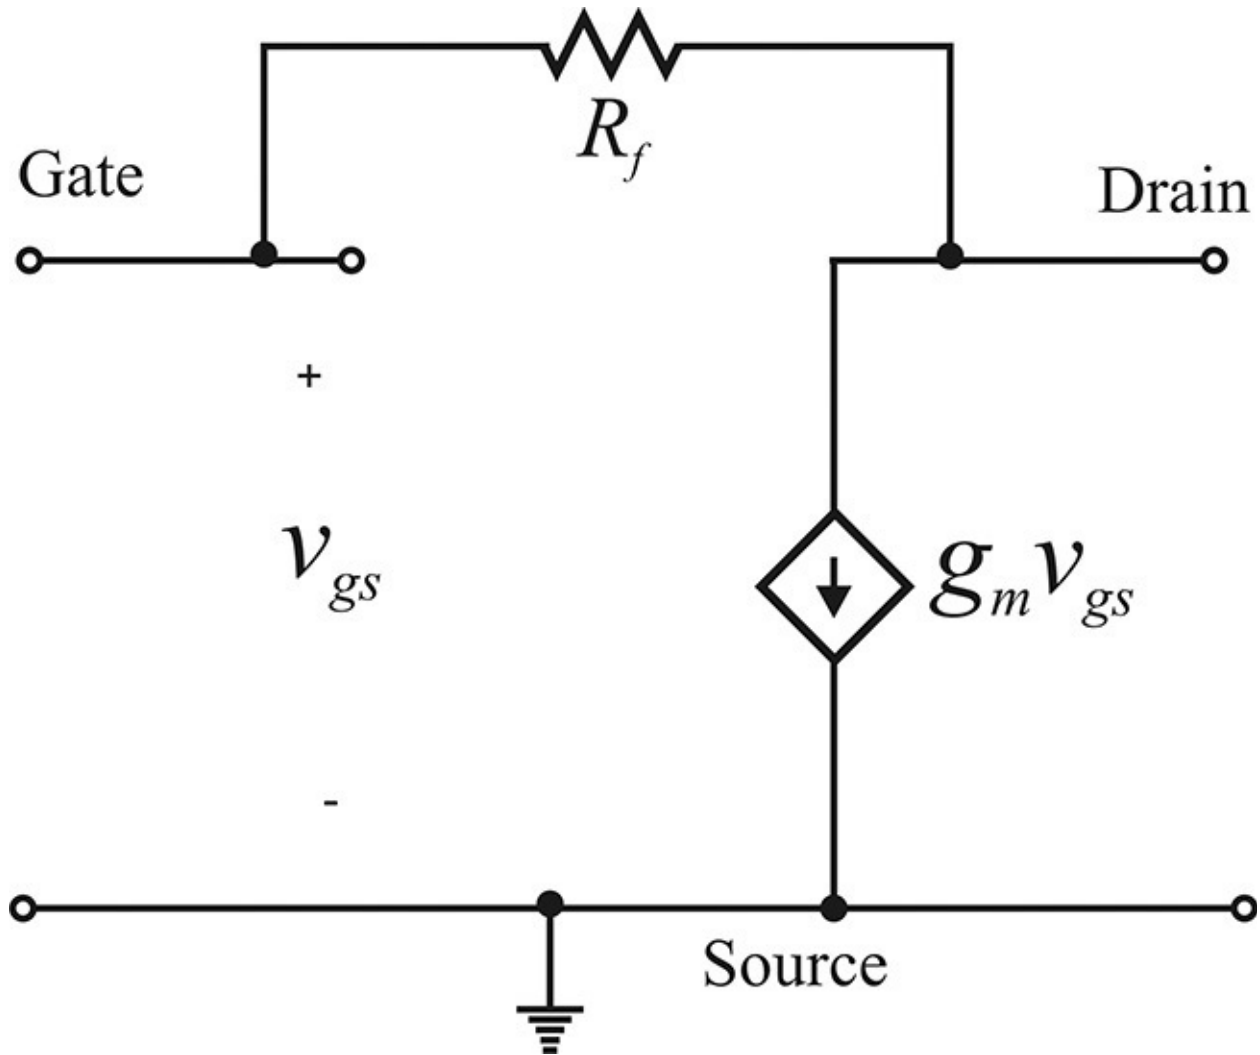 R_f
Gate
Drain
+
v_gs
g_m v_gs
-
Source